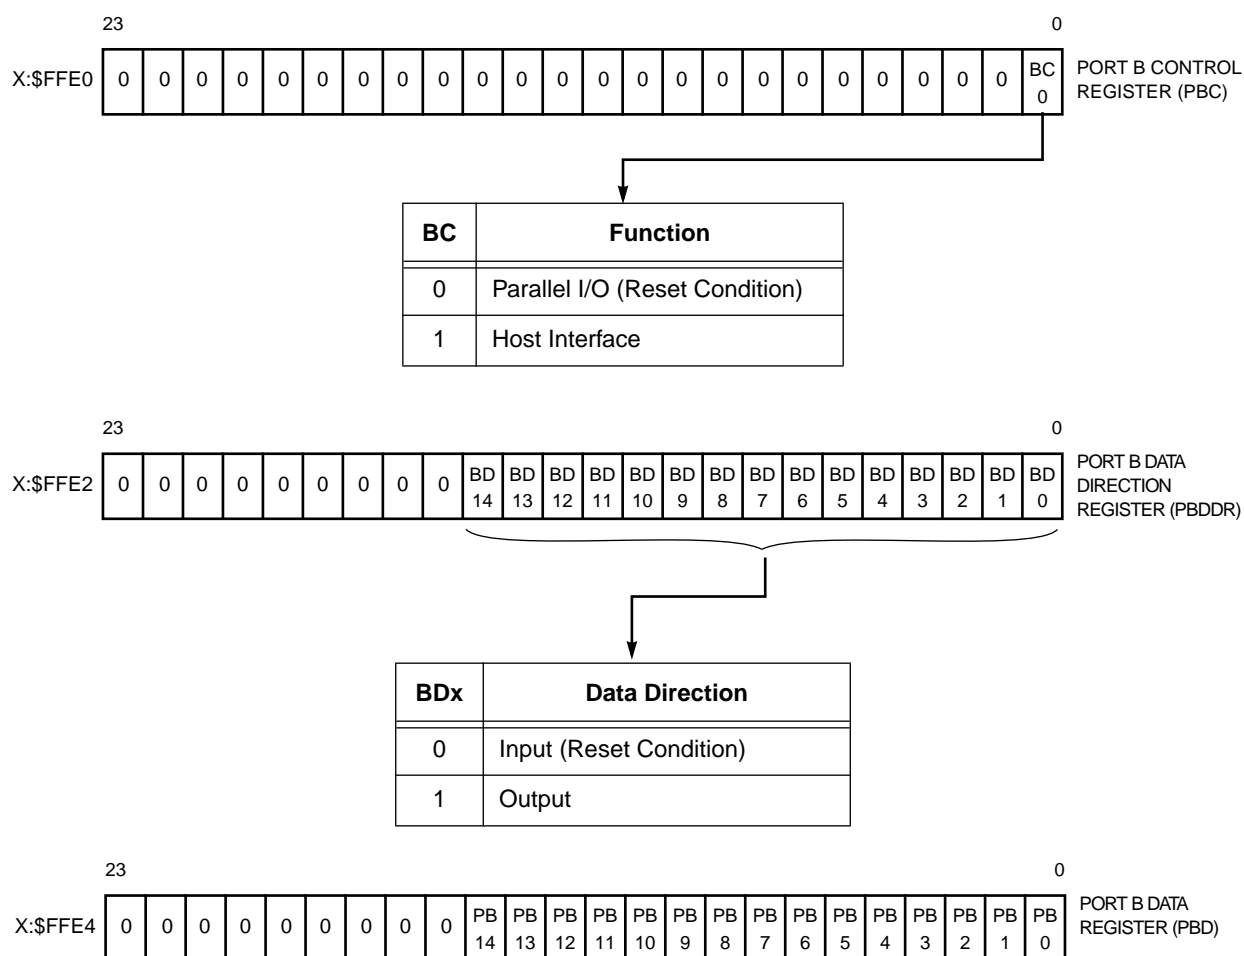 23 0
X:$FFE0 0 0 0 0 0 0 0 0 0 0 0 0 0 0 0 0 0 0 0 0 0 0 0 BC 0 PORT B CONTROL
REGISTER (PBC)
BC Function
0 Parallel I/O (Reset Condition)
1 Host Interface
23 0
X:$FFE2 0 0 0 0 0 0 0 0 0 BD 14 BD 13 BD 12 BD 11 BD 10 BD 9 BD 8 BD 7 BD 6 BD 5 BD 4 BD 3 BD 2 BD 1 BD 0 PORT B DATA
DIRECTION
REGISTER (PBDDR)
BDx Data Direction
0 Input (Reset Condition)
1 Output
23 0
X:$FFE4 0 0 0 0 0 0 0 0 0 PB 14 PB 13 PB 12 PB 11 PB 10 PB 9 PB 8 PB 7 PB 6 PB 5 PB 4 PB 3 PB 2 PB 1 PB 0 PORT B DATA
REGISTER (PBD)